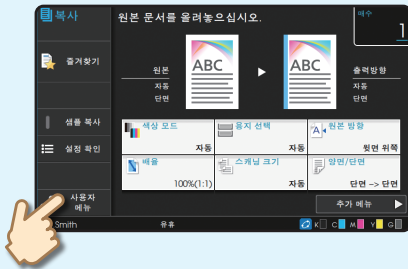 복사
원본 문서를 올려놓으십시오.
매수
1
즐겨찾기
원본
자동
단면
ABC
ABC
출력방향
자동
단면
샘플 복사
설정 확인
색상 모드
자동
용지 선택
자동
원본 방향
윗면 위쪽
배율
100%(1:1)
스캐닝 크기
자동
양면/단면
단면 –> 단면
사용자
메뉴
추가 메뉴
Smith
유휴
K
C
M
Y
G